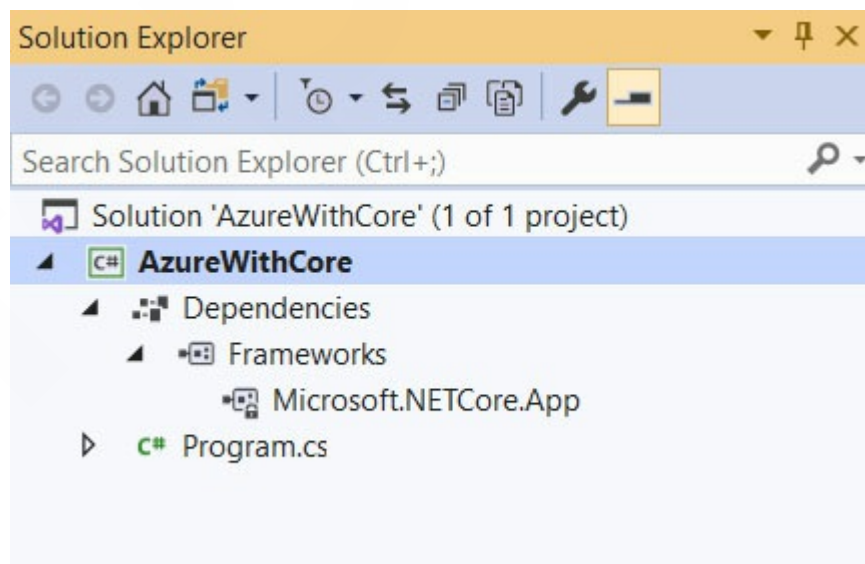 Solution Explorer
Search Solution Explorer (Ctrl+;)
Solution 'AzureWithCore' (1 of 1 project)
C# AzureWithCore
Dependencies
Frameworks
Microsoft.NETCore.App
C# Program.cs